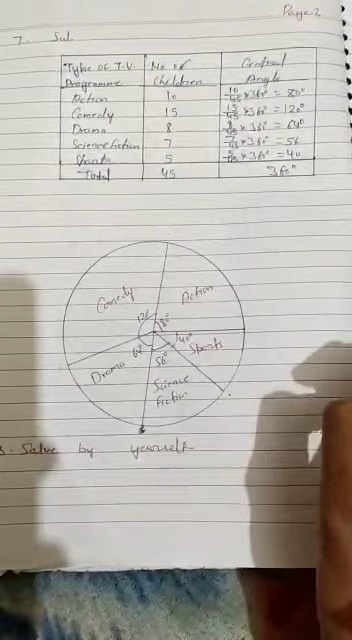 Page 2
7. Sol.
Type of T.V. Programme No of Children Central Angle
Action 10 10/45 × 360° = 80°
Comedy 15 15/45 × 360° = 120°
Drama 8 8/45 × 360° = 64°
Science fiction 7 7/45 × 360° = 56
Sports 5 5/45 × 360° = 40
Total 45 360°
Comedy Action
80°
40° Sports
Drama
56°
Science
fiction
Solve by yourself